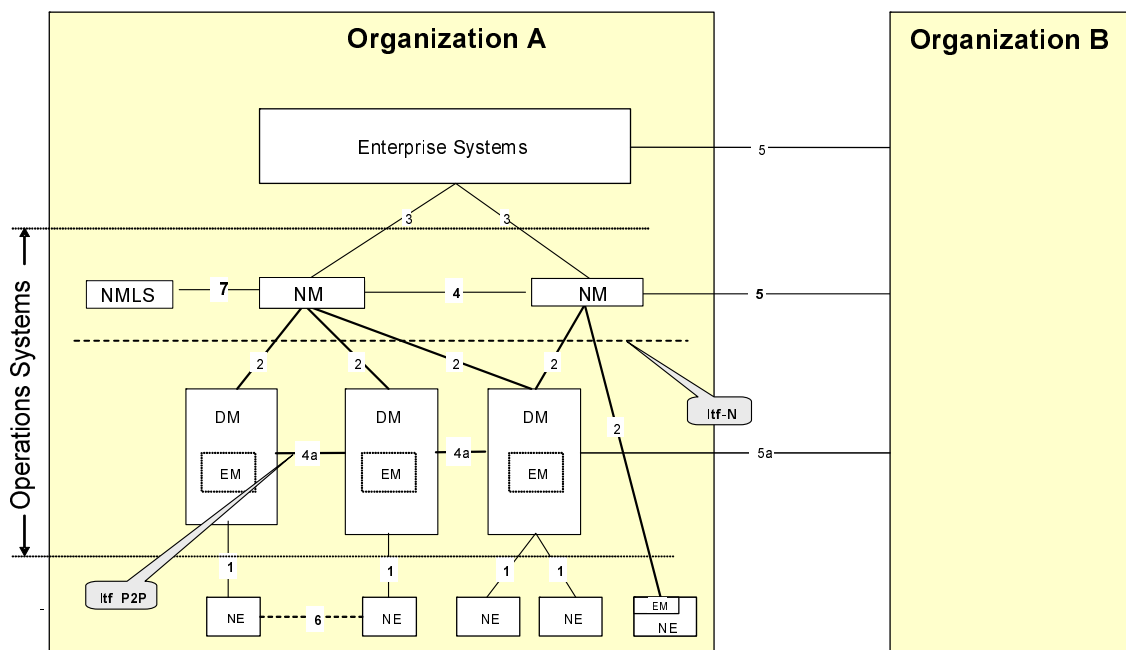 Organization A
Organization B
Enterprise Systems
5
3
3
Operations Systems
NMLS
7
NM
4
NM
5
2
2
2
2
Itf-N
DM
DM
DM
2
EM
4a
EM
4a
EM
5a
1
1
1
1
Itf P2P
NE
6
NE
NE
NE
EM
NE